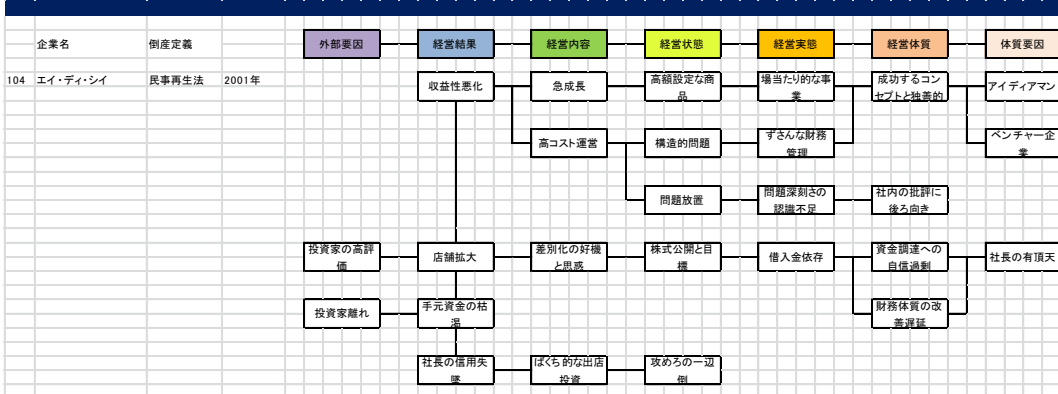 企業名 倒産定義 外部要因 経営結果 経営内容 経営状態 経営実態 経営体質 体質要因
104 エイ・ディ・シイ 民事再生法 2001年
収益性悪化
急成長
高額設定な商
品
場当たり的な事
業
成功するコン
セプトと独善的
アイディアマン
高コスト運営
構造的問題
ずさんな財務
管理
ベンチャー企
業
問題放置
問題深刻さの
認識不足
社内の批評に
後ろ向き
投資家の高評
価
店舗拡大
差別化の好機
と思惑
株式公開と目
標
借入金依存
資金調達への
自信過剰
社長の有頂天
投資家離れ
手元資金の枯
渇
財務体質の改
善遅延
社長の信用失
墜
ばくち的な出店
投資
攻めろの一辺
倒